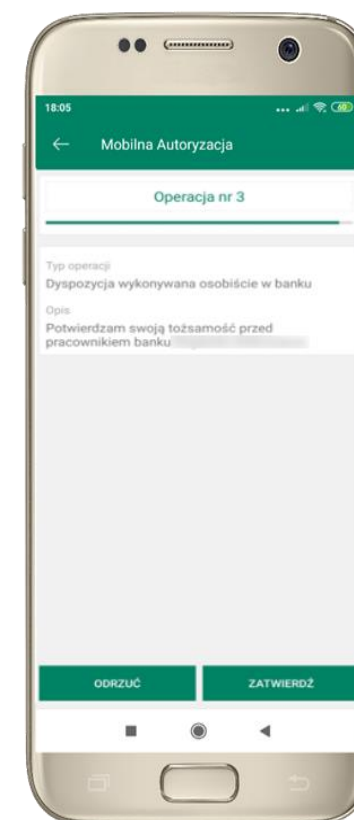 18:05
60
Mobilna Autoryzacja
Operacja nr 3
Typ operacji
Dyspozycja wykonywana osobiście w banku
Opis
Potwierdzam swoją tożsamość przed
pracownikiem banku
ODRZUĆ
ZATWIERDŹ